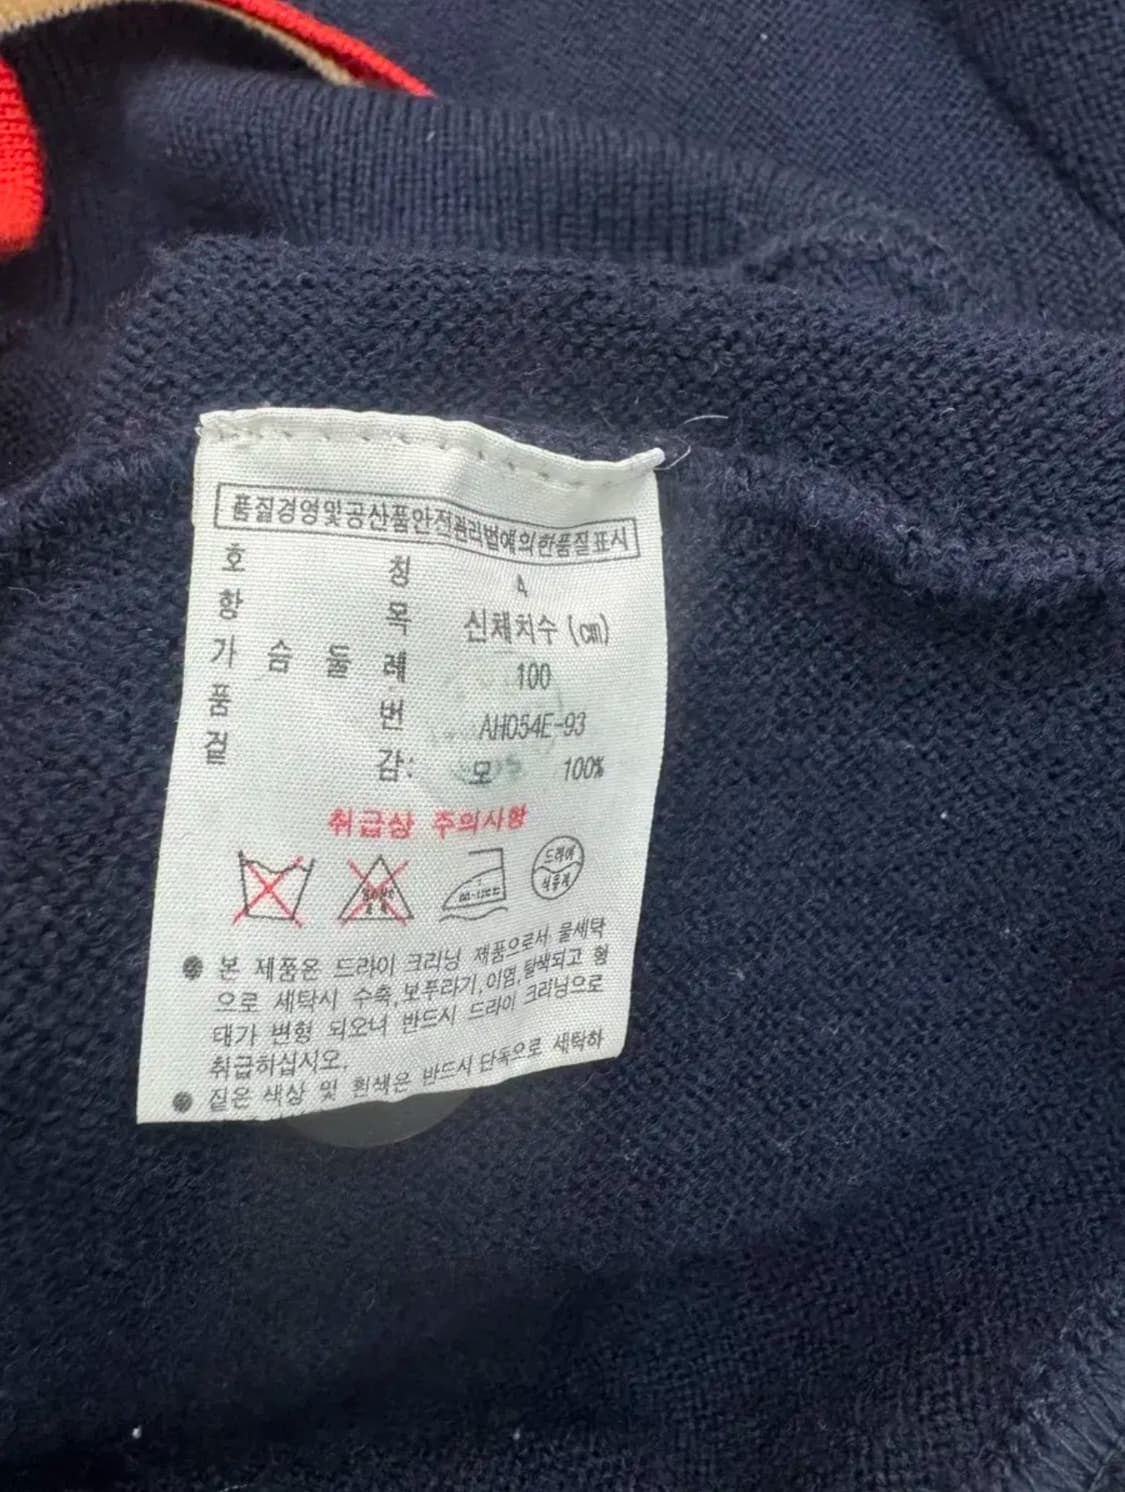 품질경영및공산품안전관리법에의한품질표시
호 칭 4
항 목 신체치수 (cm)
가 슴 둘 레 100
품 번 AH054E-93
겉 감: 모 100%
취급상 주의사항
드라이
석유계
● 본 제품은 드라이 크리닝 제품으로서 물세탁
으로 세탁시 수축,보푸라기,이염,탈색되고 형
태가 변형 되오니 반드시 드라이 크리닝으로
취급하십시오.
● 짙은 색상 및 흰색은 반드시 단독으로 세탁하